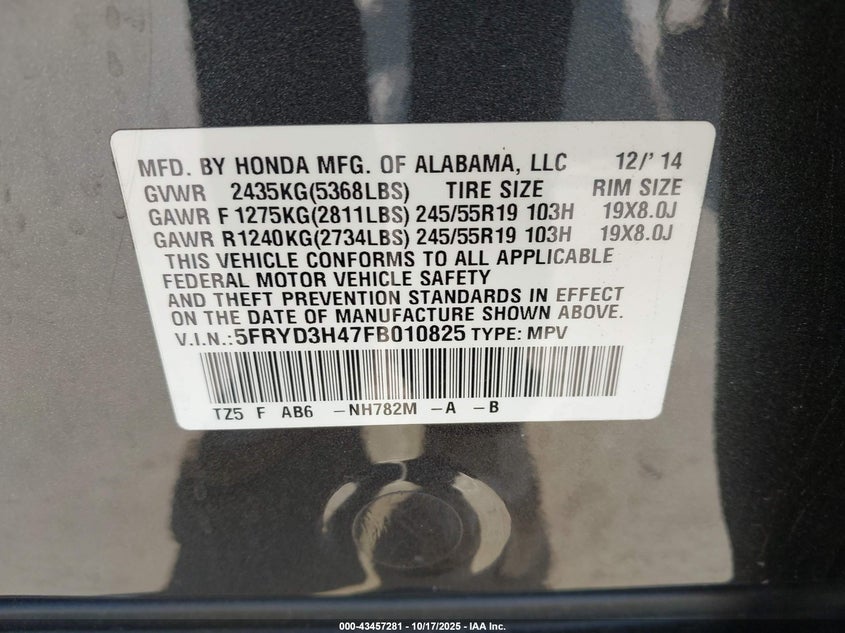 MFD. BY HONDA MFG. OF ALABAMA, LLC 12/' 14
GVWR 2435KG(5368LBS) TIRE SIZE RIM SIZE
GAWR F 1275KG(2811LBS) 245/55R19 103H 19X8.0J
GAWR R1240KG(2734LBS) 245/55R19 103H 19X8.0J
THIS VEHICLE CONFORMS TO ALL APPLICABLE
FEDERAL MOTOR VEHICLE SAFETY
AND THEFT PREVENTION STANDARDS IN EFFECT
ON THE DATE OF MANUFACTURE SHOWN ABOVE.
V.I.N.:5FRYD3H47FB010825 TYPE: MPV
TZ5 F AB6 -NH782M -A -B
000-43457281 - 10/17/2025 - IAA Inc.